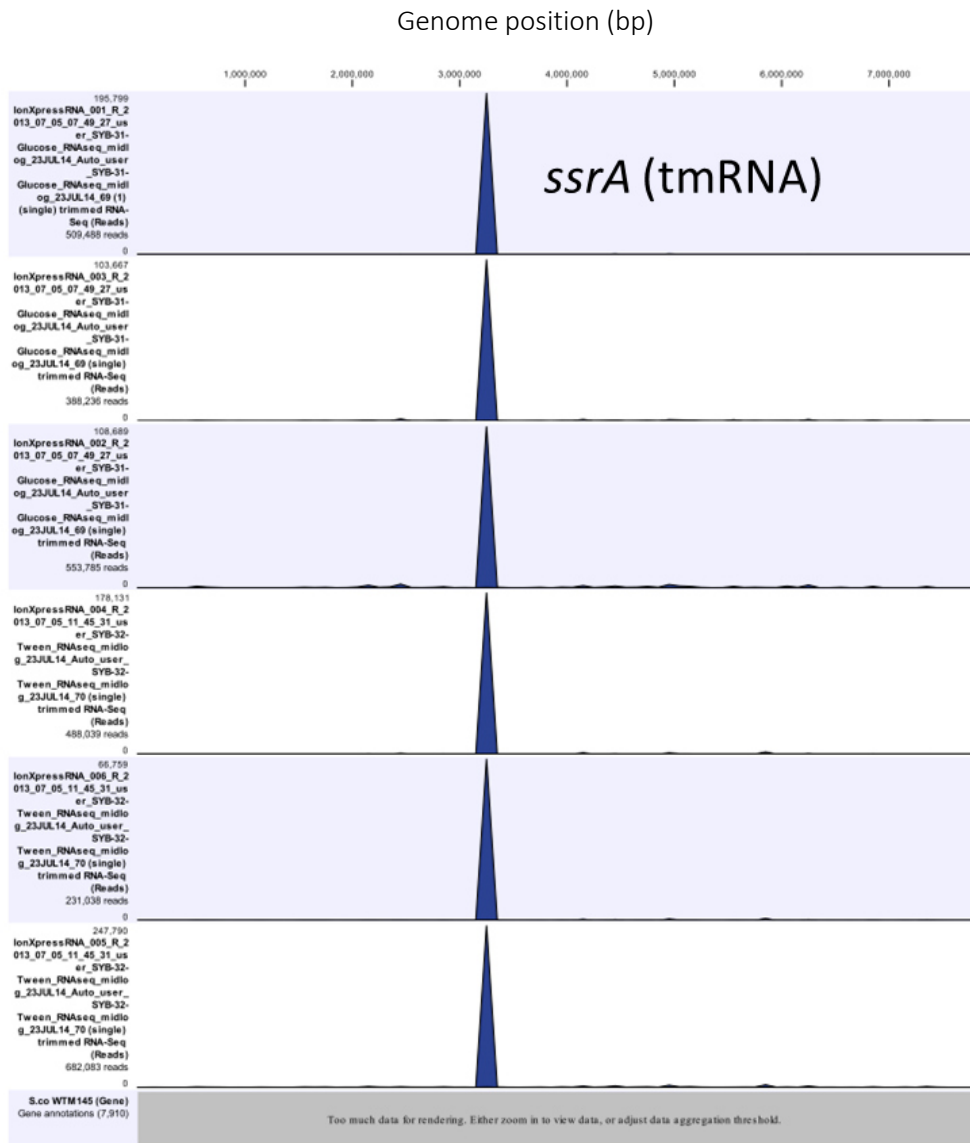 Genome position (bp)
1,000,000 2,000,000 3,000,000 4,000,000 5,000,000 6,000,000 7,000,000
195,799
IonXpressRNA_001_R_2
013_07_05_07_49_27_us
er_SYB-31-
Glucose_RNAseq_midl
og_23JUL14_Auto_user
_SYB-31-
Glucose_RNAseq_midl
og_23JUL14_69 (1)
(single) trimmed RNA-
Seq (Reads)
509,488 reads
0
ssrA (tmRNA)
103,667
IonXpressRNA_003_R_2
013_07_05_07_49_27_us
er_SYB-31-
Glucose_RNAseq_midl
og_23JUL14_Auto_user
_SYB-31-
Glucose_RNAseq_midl
og_23JUL14_69 (single)
trimmed RNA-Seq
(Reads)
388,236 reads
0
108,689
IonXpressRNA_002_R_2
013_07_05_07_49_27_us
er_SYB-31-
Glucose_RNAseq_midl
og_23JUL14_Auto_user
_SYB-31-
Glucose_RNAseq_midl
og_23JUL14_69 (single)
trimmed RNA-Seq
(Reads)
553,785 reads
0
178,131
IonXpressRNA_004_R_2
013_07_05_11_45_31_us
er_SYB-32-
Tween_RNAseq_midlo
g_23JUL14_Auto_user_
SYB-32-
Tween_RNAseq_midlo
g_23JUL14_70 (single)
trimmed RNA-Seq
(Reads)
488,039 reads
0
66,759
IonXpressRNA_006_R_2
013_07_05_11_45_31_us
er_SYB-32-
Tween_RNAseq_midlo
g_23JUL14_Auto_user_
SYB-32-
Tween_RNAseq_midlo
g_23JUL14_70 (single)
trimmed RNA-Seq
(Reads)
231,038 reads
0
247,790
IonXpressRNA_005_R_2
013_07_05_11_45_31_us
er_SYB-32-
Tween_RNAseq_midlo
g_23JUL14_Auto_user_
SYB-32-
Tween_RNAseq_midlo
g_23JUL14_70 (single)
trimmed RNA-Seq
(Reads)
682,083 reads
0
S.co WTM145 (Gene)
Gene annotations (7,910)
Too much data for rendering. Either zoom in to view data, or adjust data aggregation threshold.